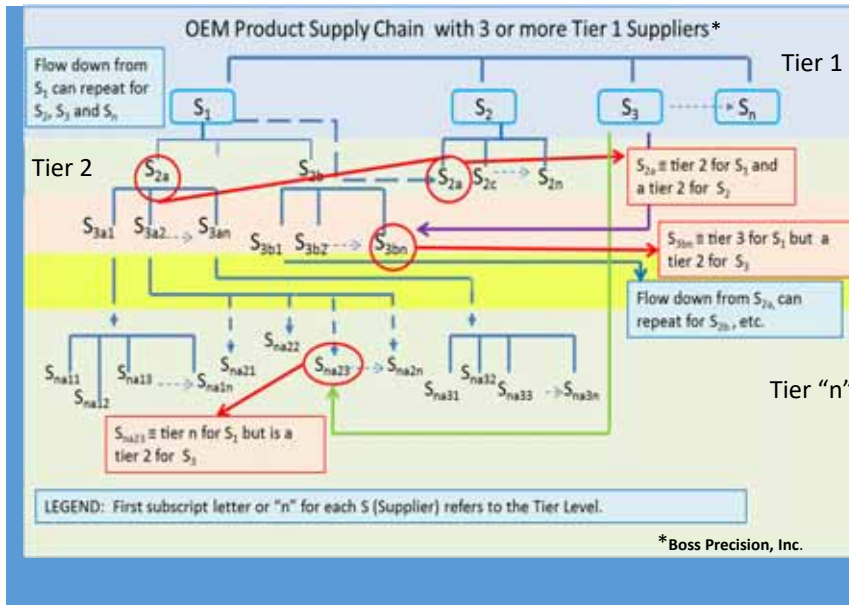 OEM Product Supply Chain with 3 or more Tier 1 Suppliers*
Flow down from
S1 can repeat for
S2, S3 and Sn
Tier 1
S1
S2
S3
Sn
Tier 2
S2a
S2b
S2a
S2c
S2n
S2a ≡ tier 2 for S1 and
a tier 2 for S2
S3a1
S3a2
S3an
S3b1
S3b2
S3bn
S3bn ≡ tier 3 for S1 but a
tier 2 for S3
Flow down from S2a, can
repeat for S2b, etc.
Sna11
Sna12
Sna13
Sna1n
Sna21
Sna22
Sna23
Sna2n
Sna31
Sna32
Sna33
Sna3n
Tier “n”
Sna23 ≡ tier n for S1 but is a
tier 2 for S3
LEGEND: First subscript letter or “n” for each S (Supplier) refers to the Tier Level.
*Boss Precision, Inc.